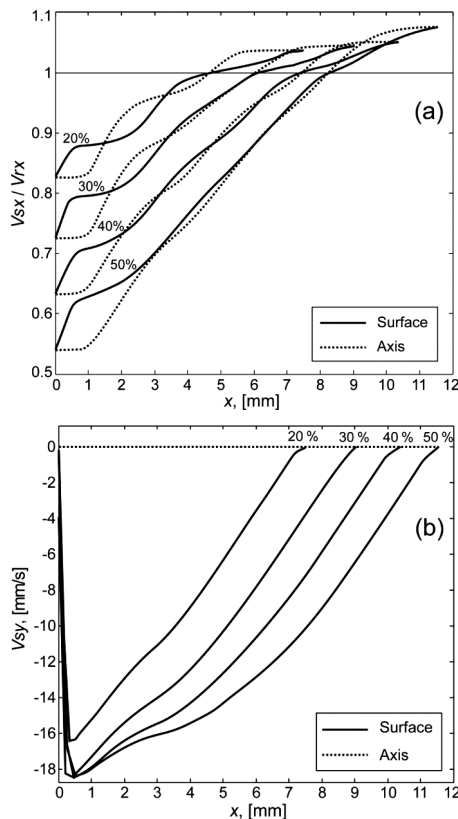 1.1
1
0.9
0.8
0.7
0.6
0.5
Vsx / Vrx
(a)
20%
30%
40%
50%
Surface
Axis
0 1 2 3 4 5 6 7 8 9 10 11 12
x, [mm]
0
-2
-4
-6
-8
-10
-12
-14
-16
-18
Vsy, [mm/s]
20 % 30 % 40 % 50 %
(b)
Surface
Axis
0 1 2 3 4 5 6 7 8 9 10 11 12
x, [mm]